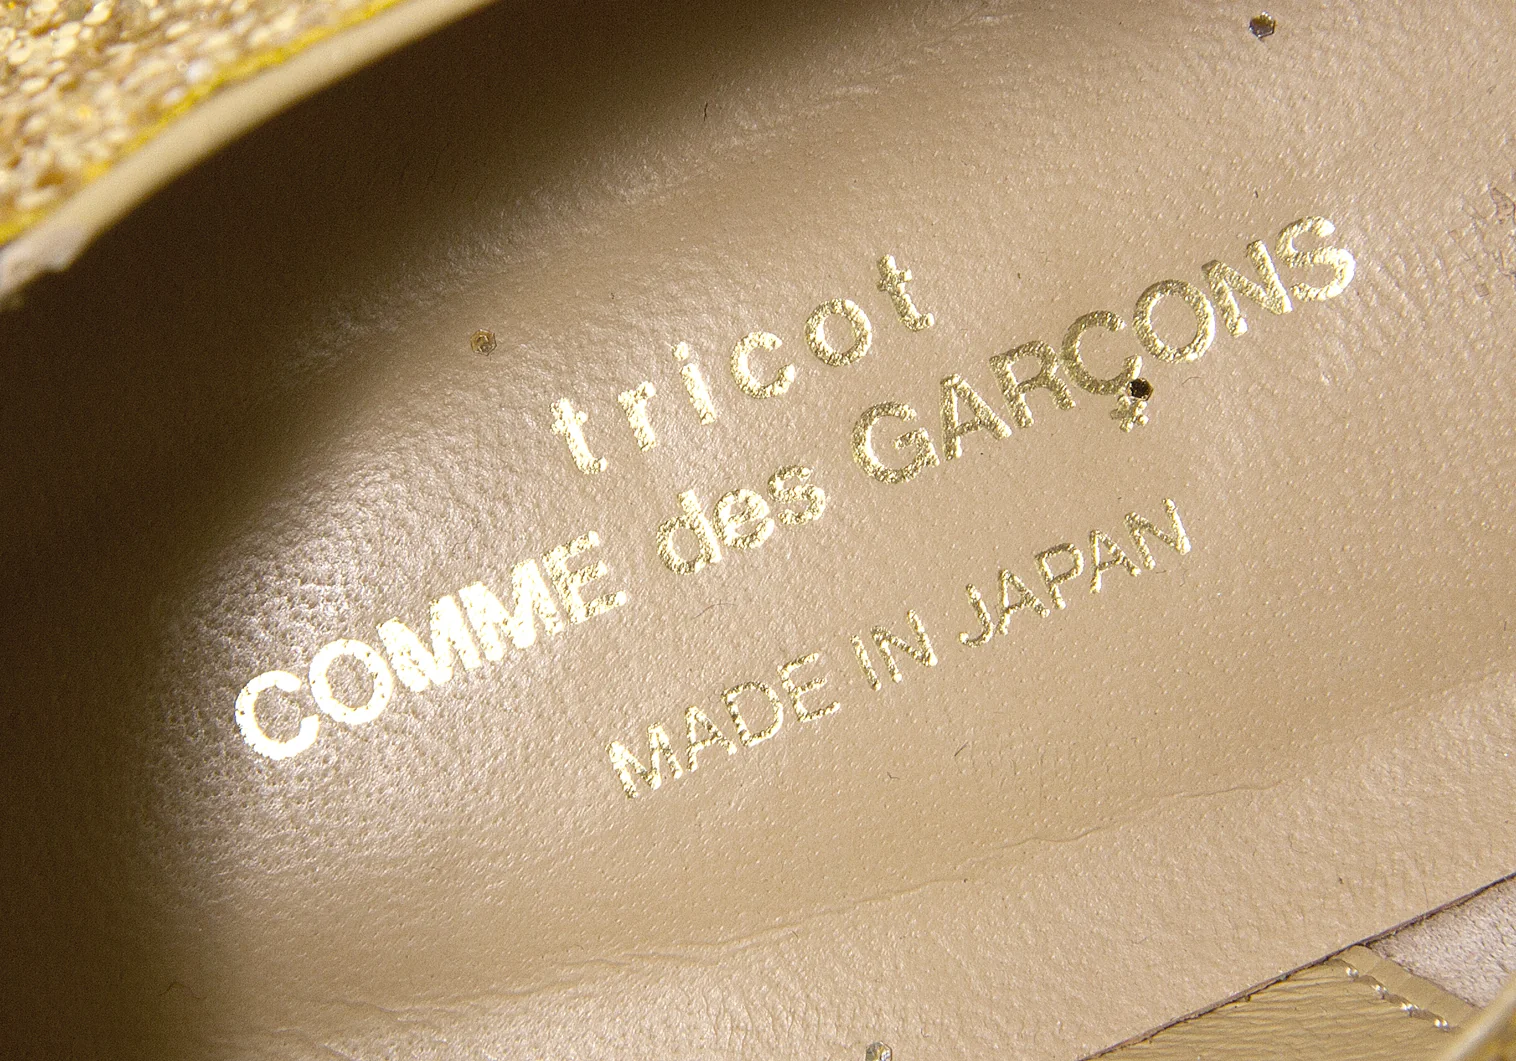 tricot
COMME des GARÇONS
MADE IN JAPAN